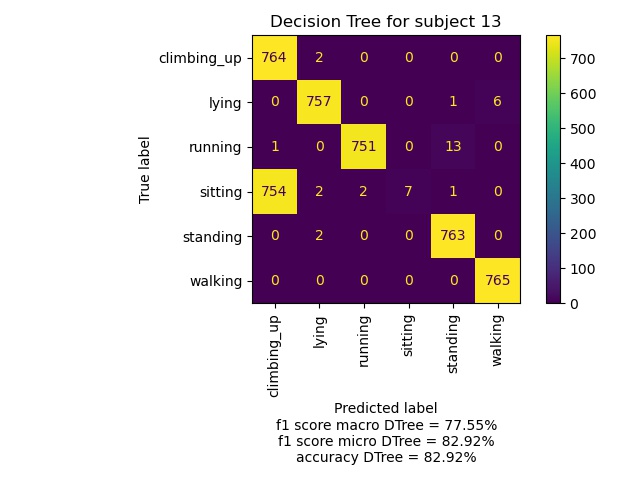 Decision Tree for subject 13
True label
climbing_up 764 2 0 0 0 0
lying 0 757 0 0 1 6
running 1 0 751 0 13 0
sitting 754 2 2 7 1 0
standing 0 2 0 0 763 0
walking 0 0 0 0 0 765
climbing_up lying running sitting standing walking
Predicted label
f1 score macro DTree = 77.55%
f1 score micro DTree = 82.92%
accuracy DTree = 82.92%
700
600
500
400
300
200
100
0